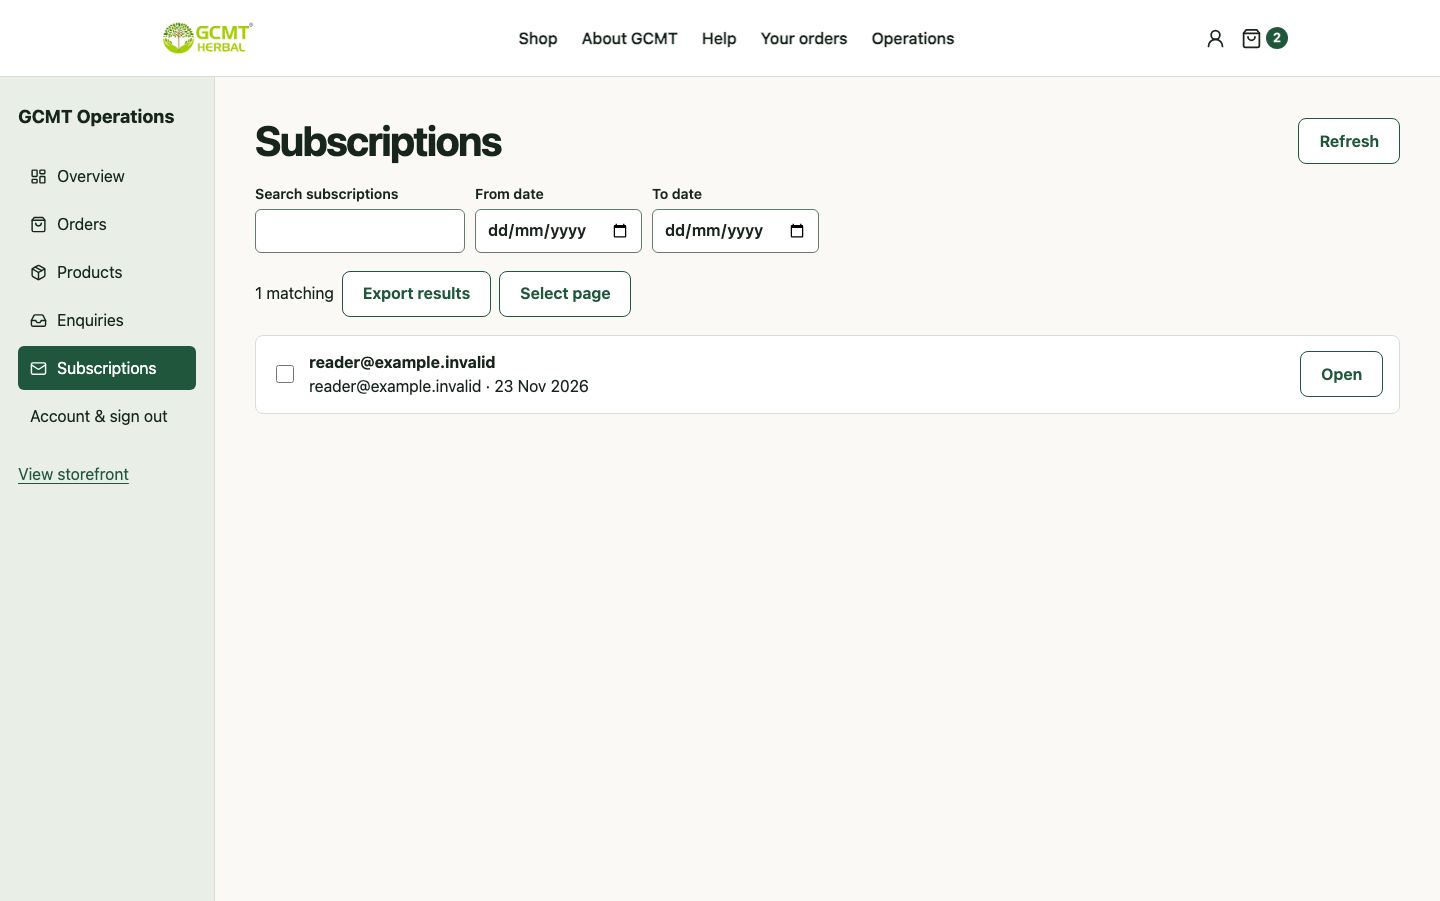 GCMT®
HERBAL
Shop
About GCMT
Help
Your orders
Operations
2
GCMT Operations
Overview
Orders
Products
Enquiries
Subscriptions
Account & sign out
View storefront
Subscriptions
Refresh
Search subscriptions
From date
To date
dd/mm/yyyy
dd/mm/yyyy
1 matching
Export results
Select page
reader@example.invalid
reader@example.invalid · 23 Nov 2026
Open